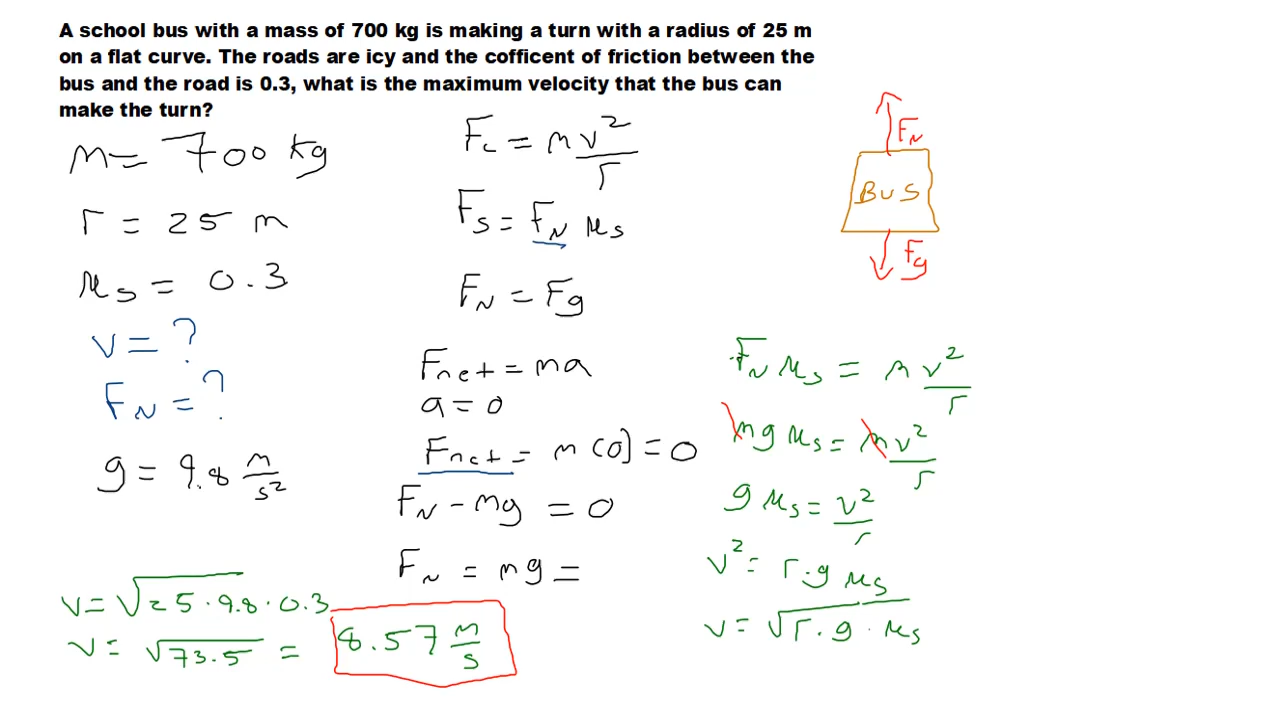 A school bus with a mass of 700 kg is making a turn with a radius of 25 m
on a flat curve. The roads are icy and the cofficent of friction between the
bus and the road is 0.3, what is the maximum velocity that the bus can
make the turn?
m = 700 kg
r = 25 m
μs = 0.3
v = ?
FN = ?
g = 9.8 m/s²
v = √25 · 9.8 · 0.3
v = √73.5 = 8.57 m/s
Fc = mv²/r
Fs = FN μs
FN = Fg
Fnet = ma
a = 0
Fnet = m(0) = 0
FN - mg = 0
FN = mg =
FN
BUS
Fg
FN μs = mv²/r
mg μs = mv²/r
g μs = v²/r
v² = r · g μs
v = √r · g · μs